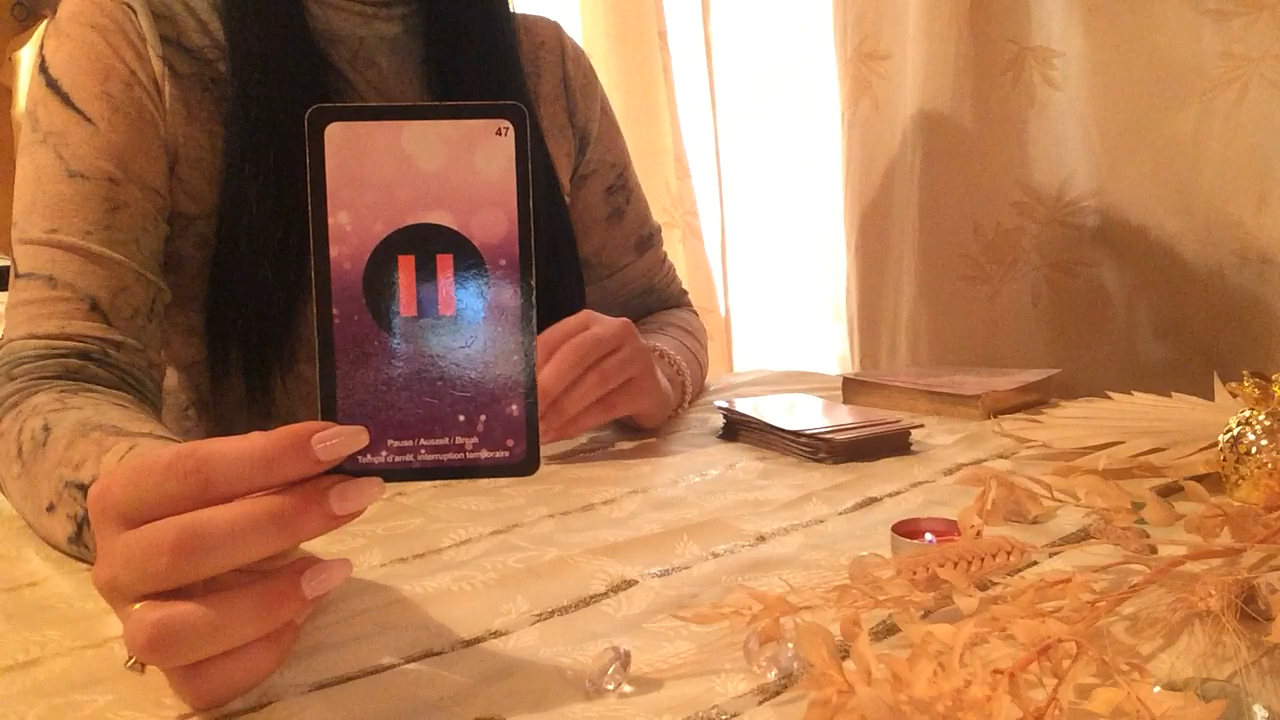 47
Pause / Auszeit / Break
Temps d'arrêt, interruption temporaire